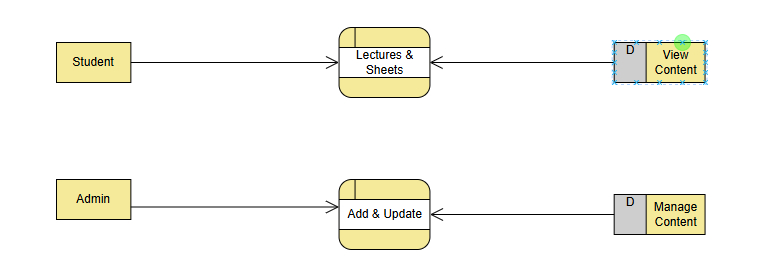 Student
Lectures &
Sheets
D
View
Content
Admin
Add & Update
D
Manage
Content